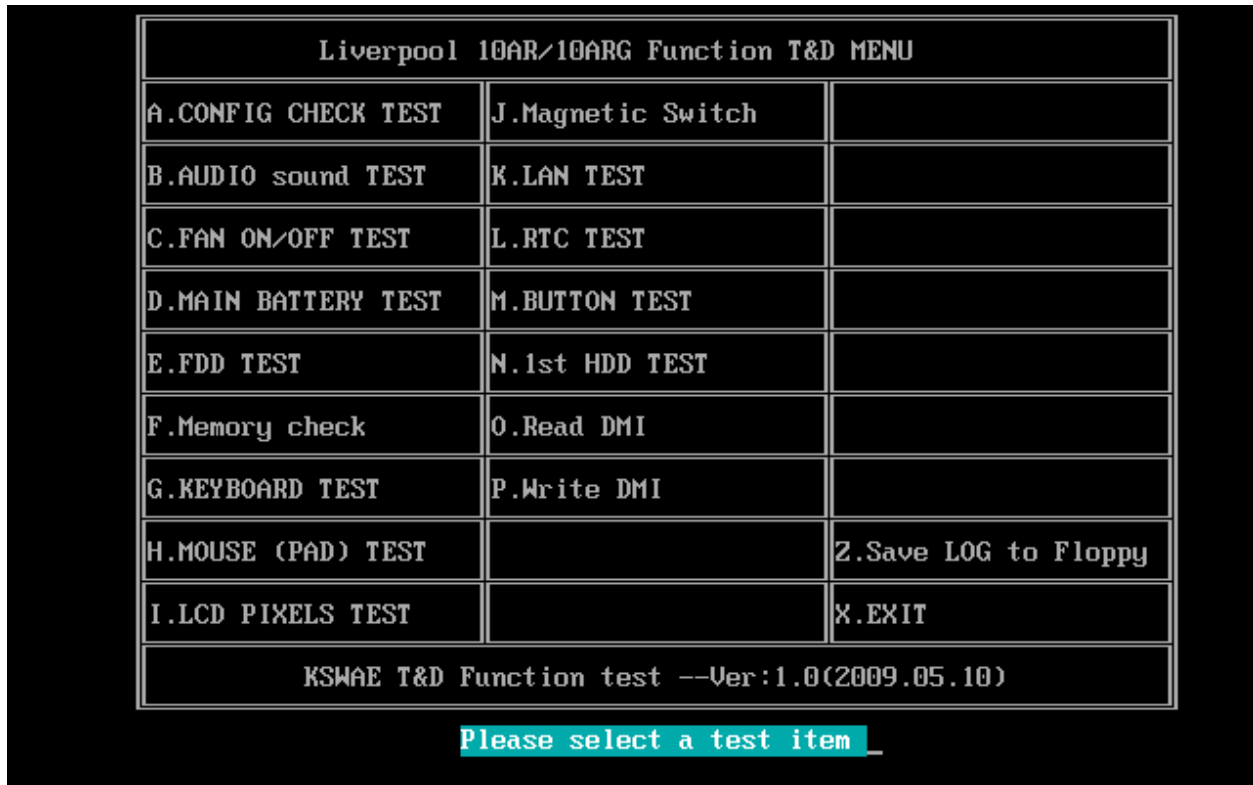 Liverpool 10AR/10ARG Function T&D MENU
A.CONFIG CHECK TEST J.Magnetic Switch
B.AUDIO sound TEST K.LAN TEST
C.FAN ON/OFF TEST L.RTC TEST
D.MAIN BATTERY TEST M.BUTTON TEST
E.FDD TEST N.1st HDD TEST
F.Memory check O.Read DMI
G.KEYBOARD TEST P.Write DMI
H.MOUSE (PAD) TEST Z.Save LOG to Floppy
I.LCD PIXELS TEST X.EXIT
KSWAE T&D Function test --Ver:1.0(2009.05.10)
Please select a test item _